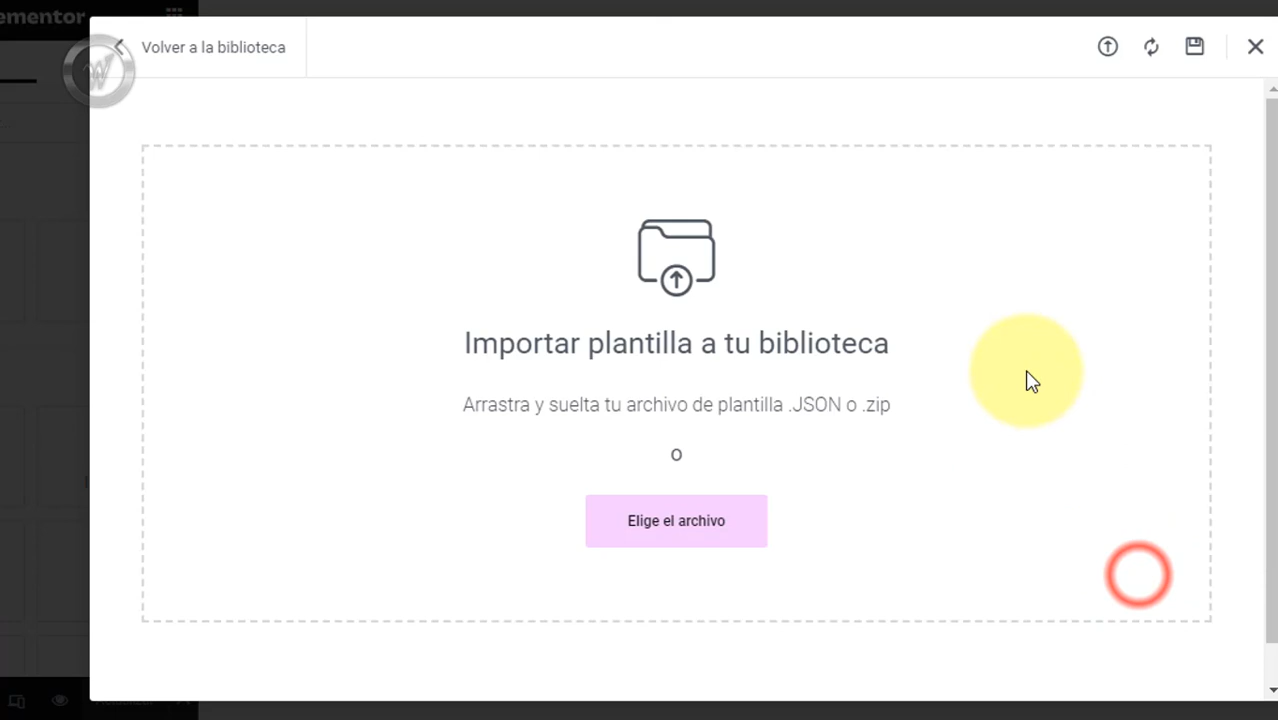 ementor
Volver a la biblioteca
W
Importar plantilla a tu biblioteca
Arrastra y suelta tu archivo de plantilla .JSON o .zip
o
Elige el archivo